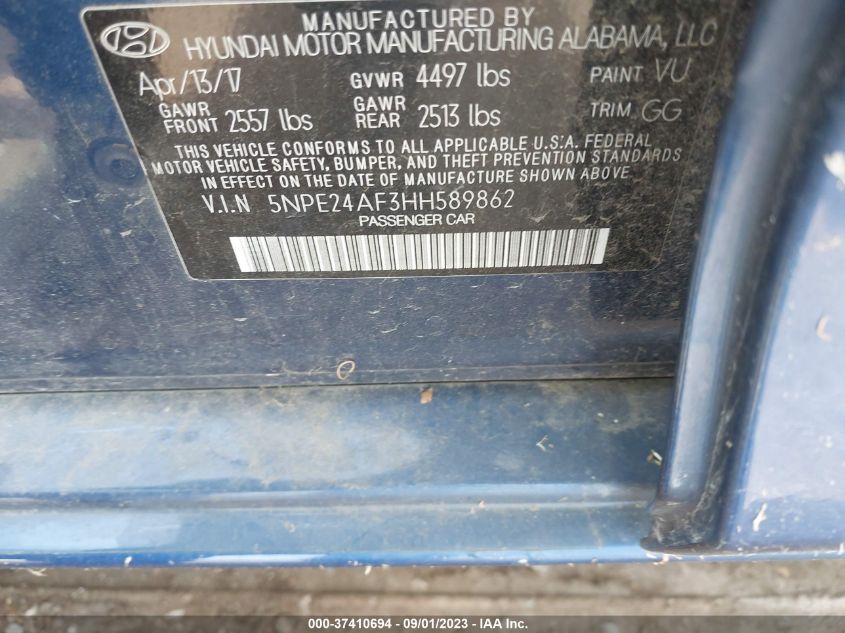 MANUFACTURED BY
HYUNDAI MOTOR MANUFACTURING ALABAMA, LLC
Apr/13/17 GVWR 4497 lbs PAINT VU
GAWR FRONT 2557 lbs GAWR REAR 2513 lbs TRIM GG
THIS VEHICLE CONFORMS TO ALL APPLICABLE U.S.A. FEDERAL
MOTOR VEHICLE SAFETY, BUMPER, AND THEFT PREVENTION STANDARDS
IN EFFECT ON THE DATE OF MANUFACTURE SHOWN ABOVE
V.I.N 5NPE24AF3HH589862
PASSENGER CAR
000-37410694 - 09/01/2023 - IAA Inc.